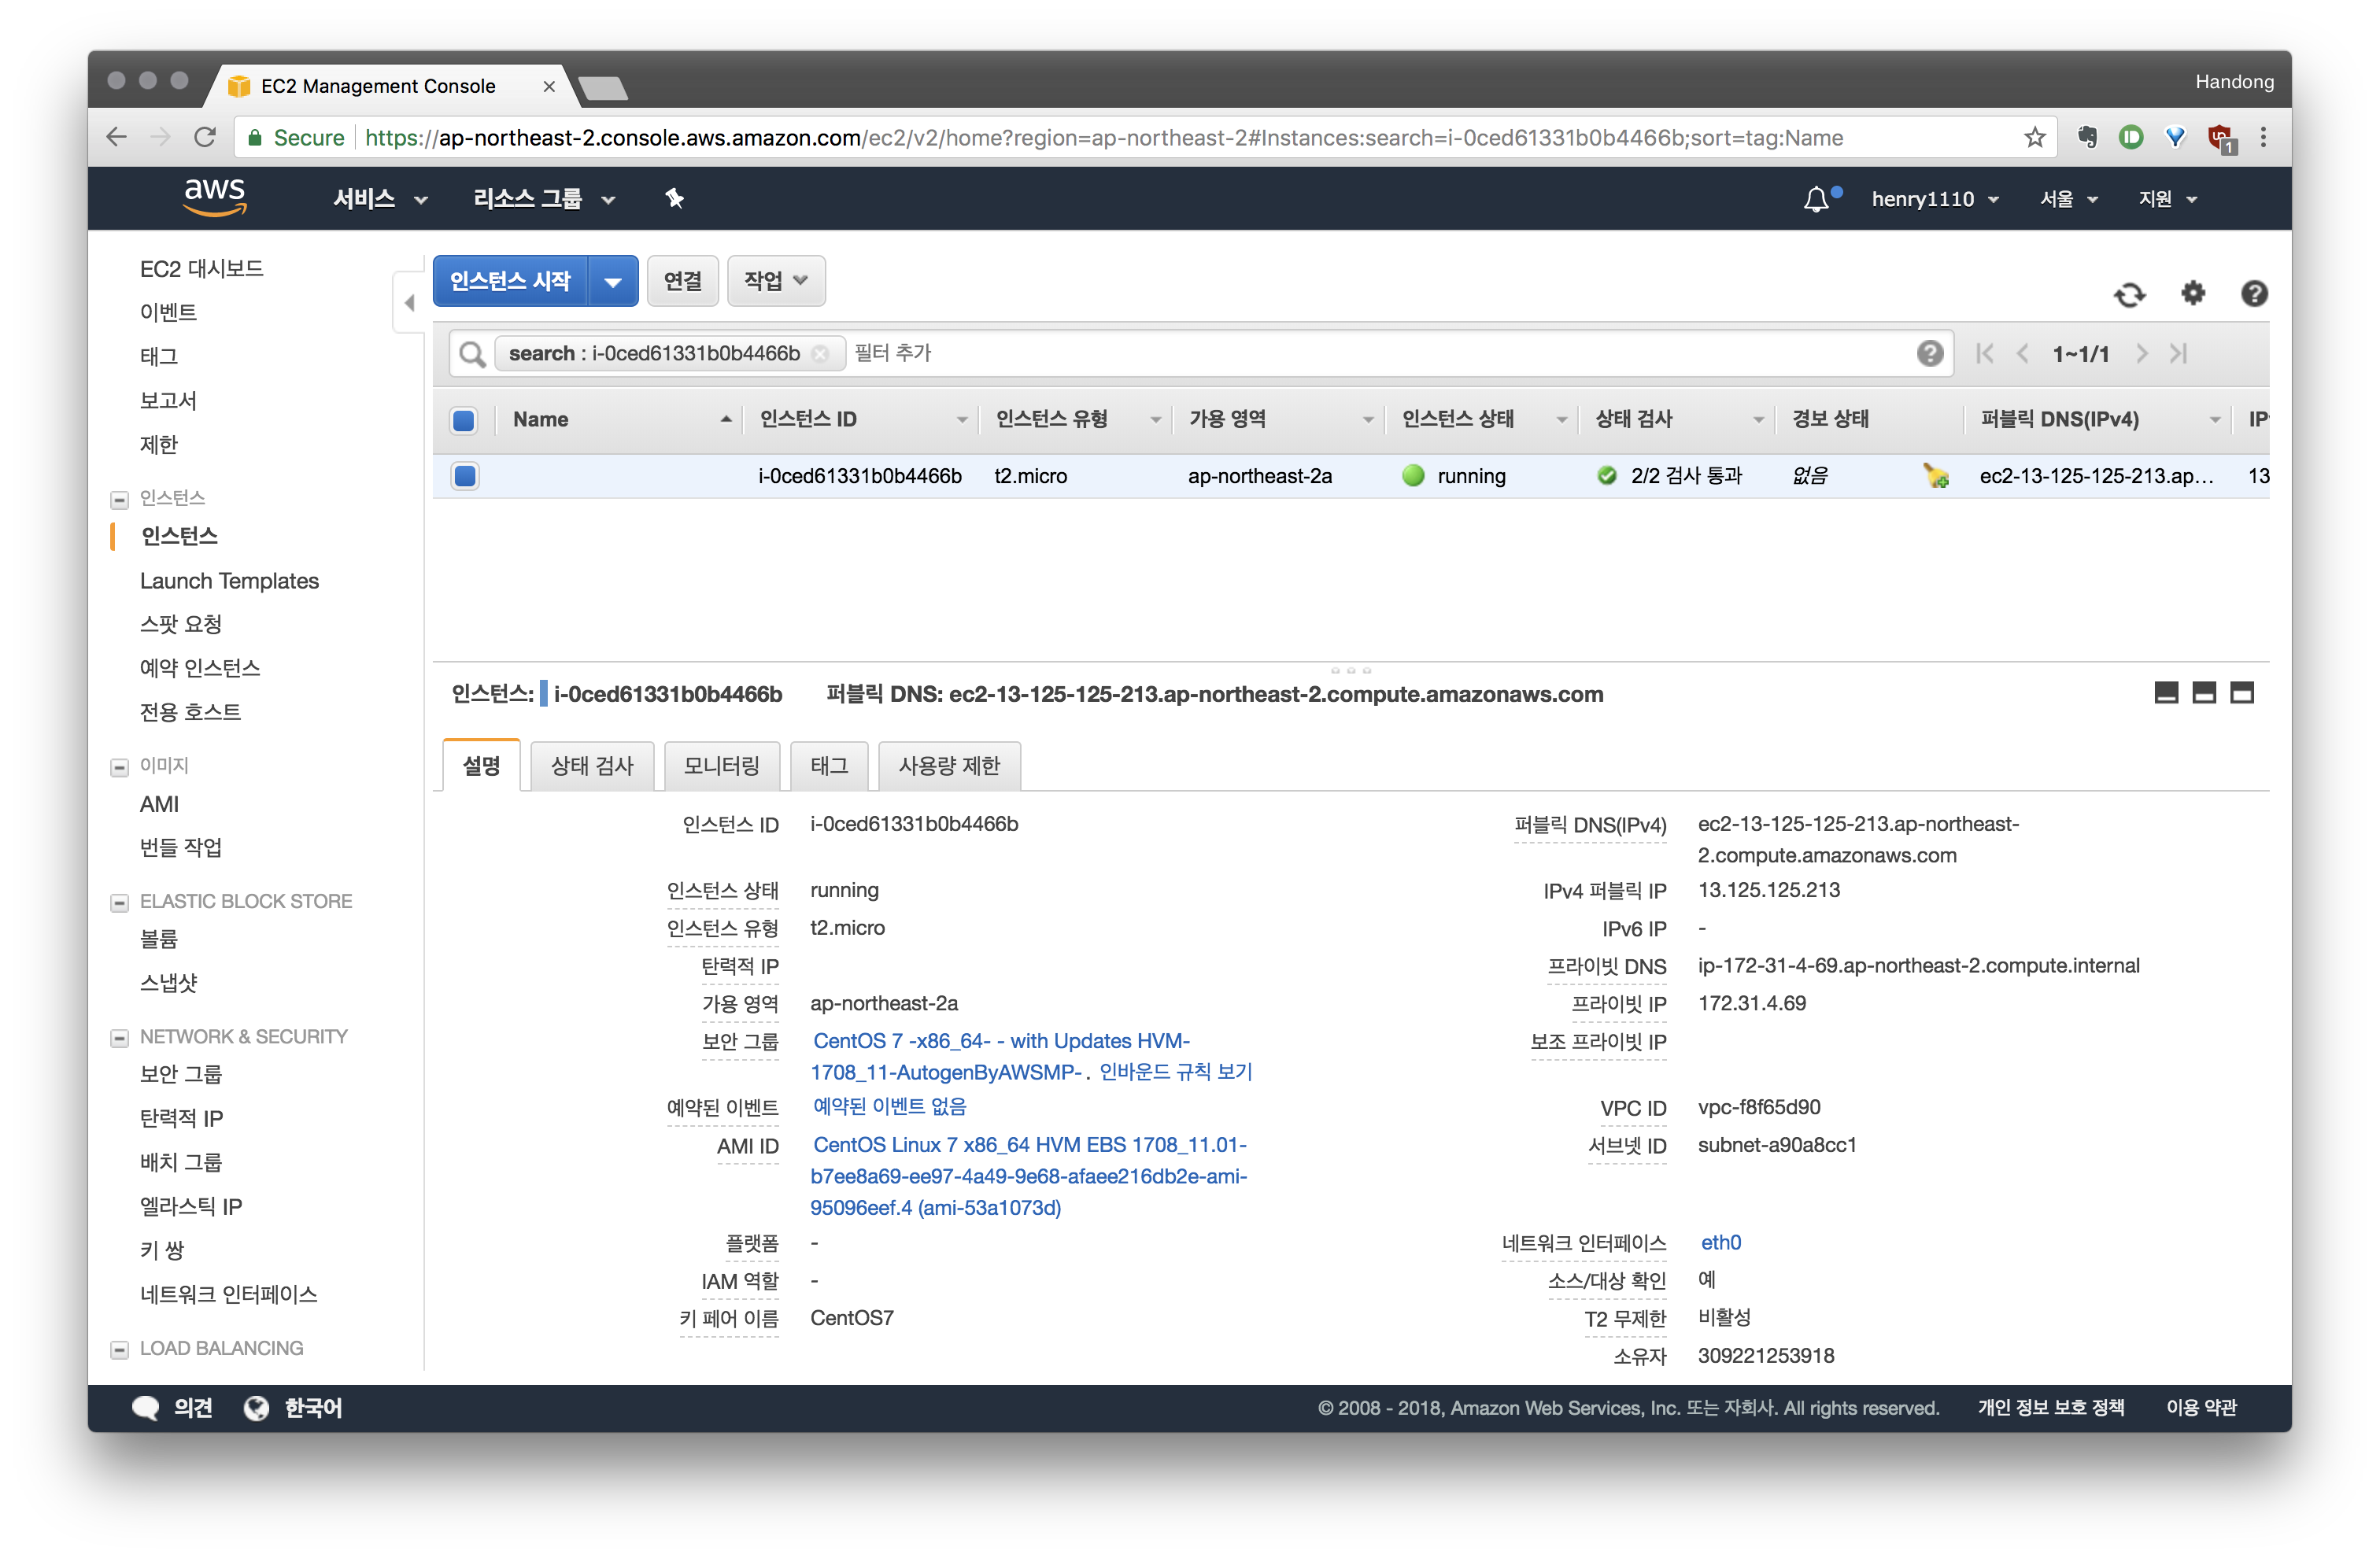 EC2 Management Console
Handong
Secure https://ap-northeast-2.console.aws.amazon.com/ec2/v2/home?region=ap-northeast-2#Instances:search=i-0ced61331b0b4466b;sort=tag:Name
1
aws 서비스 리소스 그룹 henry1110 서울 지원
EC2 대시보드
이벤트
태그
보고서
제한
인스턴스
인스턴스
Launch Templates
스팟 요청
예약 인스턴스
전용 호스트
이미지
AMI
번들 작업
ELASTIC BLOCK STORE
볼륨
스냅샷
NETWORK & SECURITY
보안 그룹
탄력적 IP
배치 그룹
엘라스틱 IP
키 쌍
네트워크 인터페이스
LOAD BALANCING
인스턴스 시작 연결 작업
search : i-0ced61331b0b4466b 필터 추가 1~1/1
Name 인스턴스 ID 인스턴스 유형 가용 영역 인스턴스 상태 상태 검사 경보 상태 퍼블릭 DNS(IPv4) IP
i-0ced61331b0b4466b t2.micro ap-northeast-2a running 2/2 검사 통과 없음 ec2-13-125-125-213.ap... 13
인스턴스: i-0ced61331b0b4466b 퍼블릭 DNS: ec2-13-125-125-213.ap-northeast-2.compute.amazonaws.com
설명 상태 검사 모니터링 태그 사용량 제한
인스턴스 ID i-0ced61331b0b4466b
인스턴스 상태 running
인스턴스 유형 t2.micro
탄력적 IP
가용 영역 ap-northeast-2a
보안 그룹 CentOS 7 -x86_64- - with Updates HVM-
1708_11-AutogenByAWSMP- . 인바운드 규칙 보기
예약된 이벤트 예약된 이벤트 없음
AMI ID CentOS Linux 7 x86_64 HVM EBS 1708_11.01-
b7ee8a69-ee97-4a49-9e68-afaee216db2e-ami-
95096eef.4 (ami-53a1073d)
플랫폼 -
IAM 역할 -
키 페어 이름 CentOS7
퍼블릭 DNS(IPv4) ec2-13-125-125-213.ap-northeast-
2.compute.amazonaws.com
IPv4 퍼블릭 IP 13.125.125.213
IPv6 IP -
프라이빗 DNS ip-172-31-4-69.ap-northeast-2.compute.internal
프라이빗 IP 172.31.4.69
보조 프라이빗 IP
VPC ID vpc-f8f65d90
서브넷 ID subnet-a90a8cc1
네트워크 인터페이스 eth0
소스/대상 확인 예
T2 무제한 비활성
소유자 309221253918
의견 한국어 © 2008 - 2018, Amazon Web Services, Inc. 또는 자회사. All rights reserved. 개인 정보 보호 정책 이용 약관